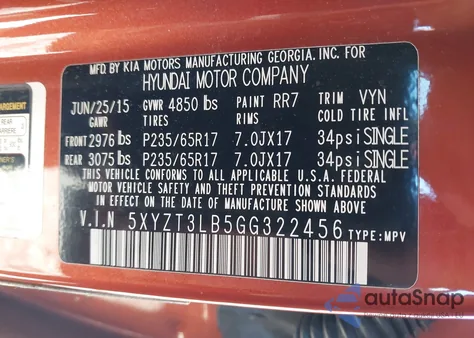 MFD. BY KIA MOTORS MANUFACTURING GEORGIA, INC. FOR
HYUNDAI MOTOR COMPANY
JUN/25/15 GVWR 4850 lbs PAINT RR7 TRIM VYN
GAWR TIRES RIMS COLD TIRE INFL
FRONT 2976 lbs P235/65R17 7.0JX17 34psi SINGLE
REAR 3075 lbs P235/65R17 7.0JX17 34psi SINGLE
THIS VEHICLE CONFORMS TO ALL APPLICABLE U.S.A. FEDERAL
MOTOR VEHICLE SAFETY AND THEFT PREVENTION STANDARDS
IN EFFECT ON THE DATE OF MANUFACTURE SHOWN ABOVE.
V.I.N 5XYZT3LB5GG322456 TYPE: MPV
autoSnap